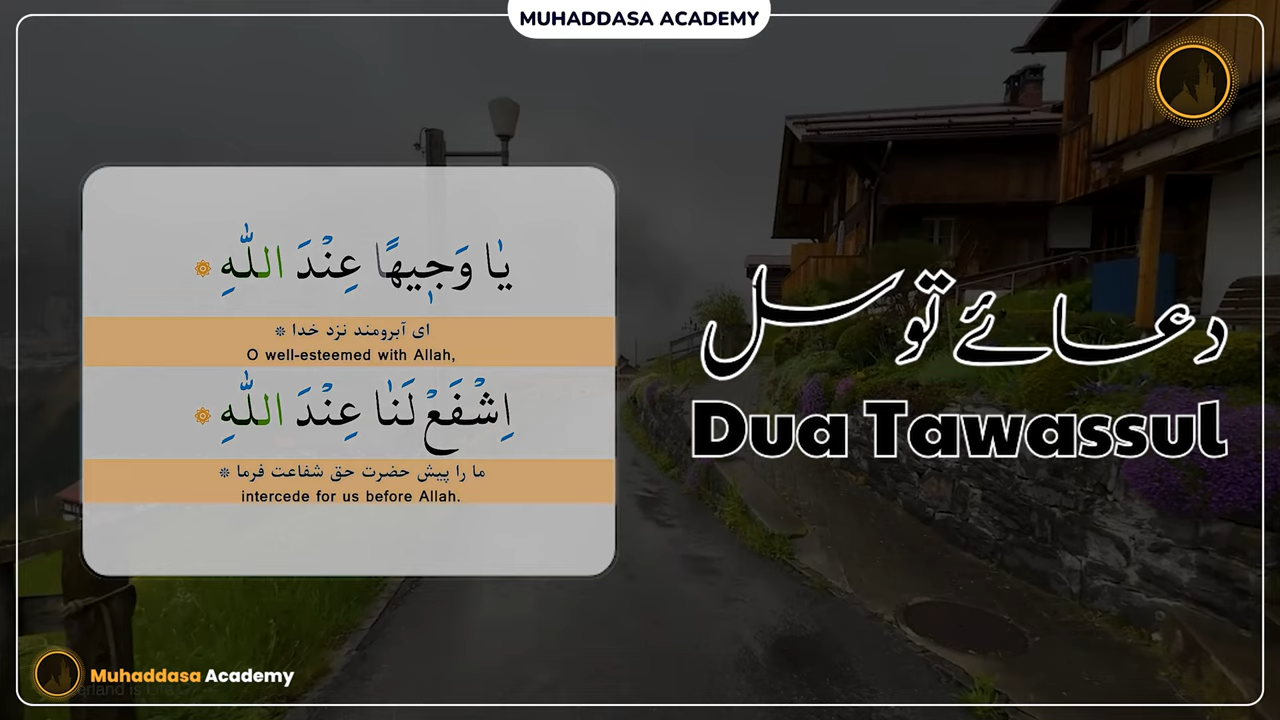 MUHADDASA ACADEMY
يٰا وَجِيهًا عِنْدَ اللّٰهِ ۞
ای آبرومند نزد خدا *
O well-esteemed with Allah,
اِشْفَعْ لَنٰا عِنْدَ اللّٰهِ ۞
ما را پیش حضرت حق شفاعت فرما *
intercede for us before Allah.
دعائے توسل
Dua Tawassul
Muhaddasa Academy